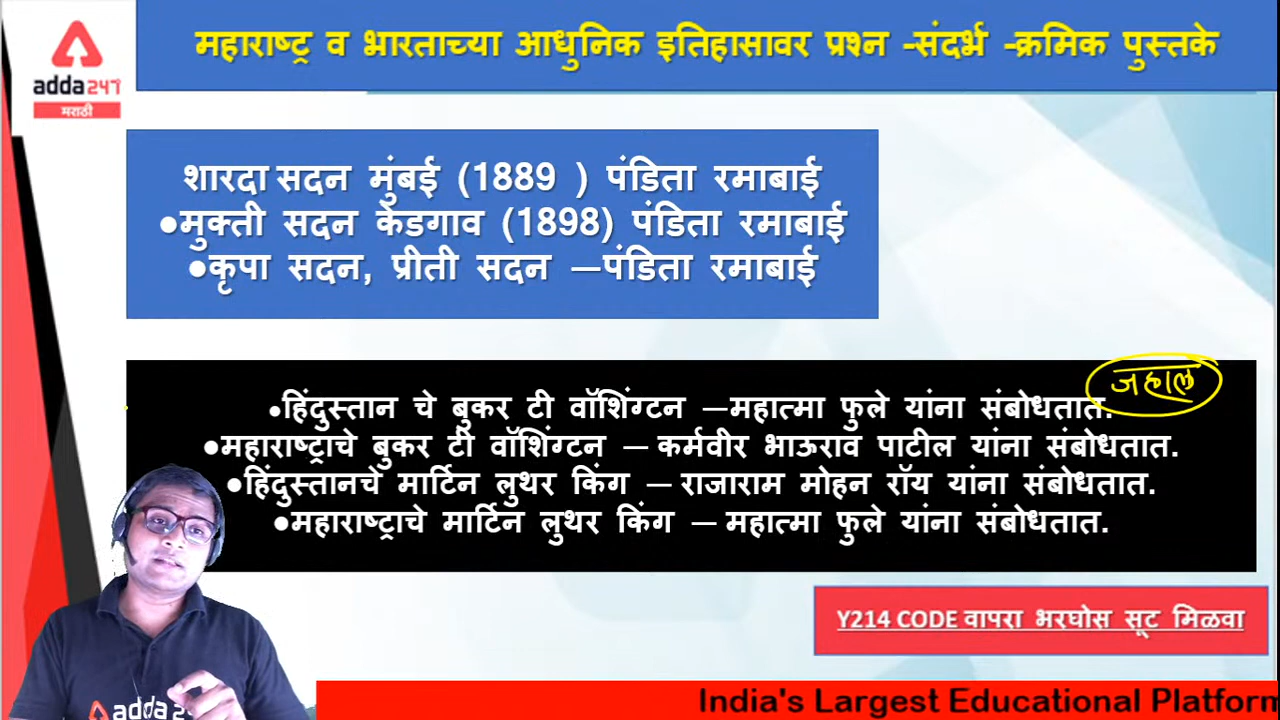 महाराष्ट्र व भारताच्या आधुनिक इतिहासावर प्रश्न -संदर्भ -क्रमिक पुस्तके
adda247
मराठी
शारदा सदन मुंबई (1889 ) पंडिता रमाबाई
●मुक्ती सदन केडगाव (1898) पंडिता रमाबाई
●कृपा सदन, प्रीती सदन –पंडिता रमाबाई
जहाल
●हिंदुस्तान चे बुकर टी वॉशिंग्टन –महात्मा फुले यांना संबोधतात.
●महाराष्ट्राचे बुकर टी वॉशिंग्टन – कर्मवीर भाऊराव पाटील यांना संबोधतात.
●हिंदुस्तानचे मार्टिन लुथर किंग – राजाराम मोहन रॉय यांना संबोधतात.
●महाराष्ट्राचे मार्टिन लुथर किंग – महात्मा फुले यांना संबोधतात.
Y214 CODE वापरा भरघोस सूट मिळवा
adda24
India's Largest Educational Platform